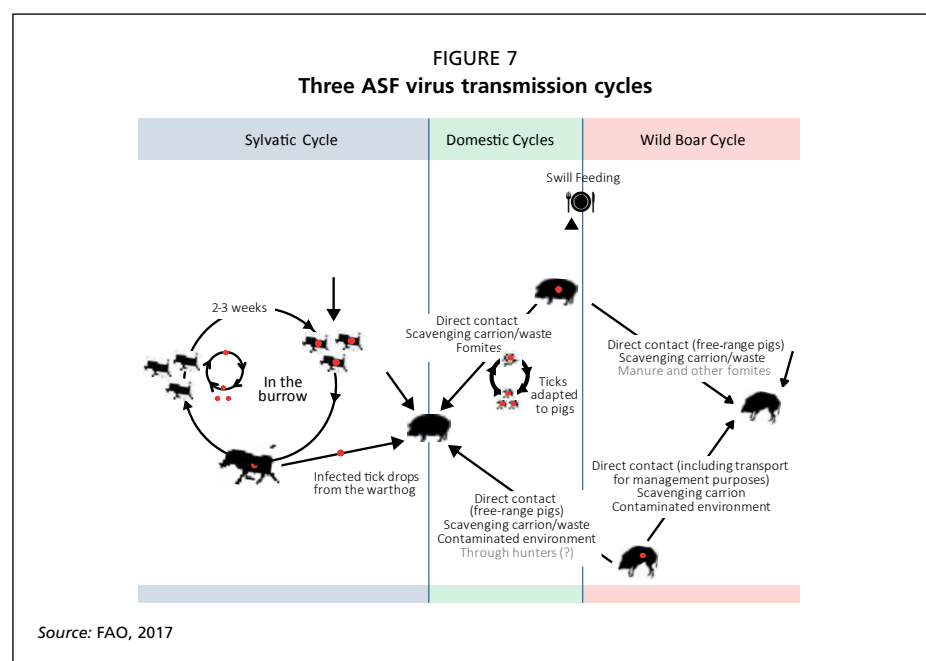 FIGURE 7
Three ASF virus transmission cycles
Sylvatic Cycle
Domestic Cycles
Wild Boar Cycle
Swill Feeding
2-3 weeks
In the
burrow
Direct contact
Scavenging carrion/waste
Fomites
Ticks
adapted
to pigs
Direct contact (free-range pigs)
Scavenging carrion/waste
Manure and other fomites
Infected tick drops
from the warthog
Direct contact
(free-range pigs)
Scavenging carrion/waste
Contaminated environment
Through hunters (?)
Direct contact (including transport
for management purposes)
Scavenging carrion
Contaminated environment
Source: FAO, 2017